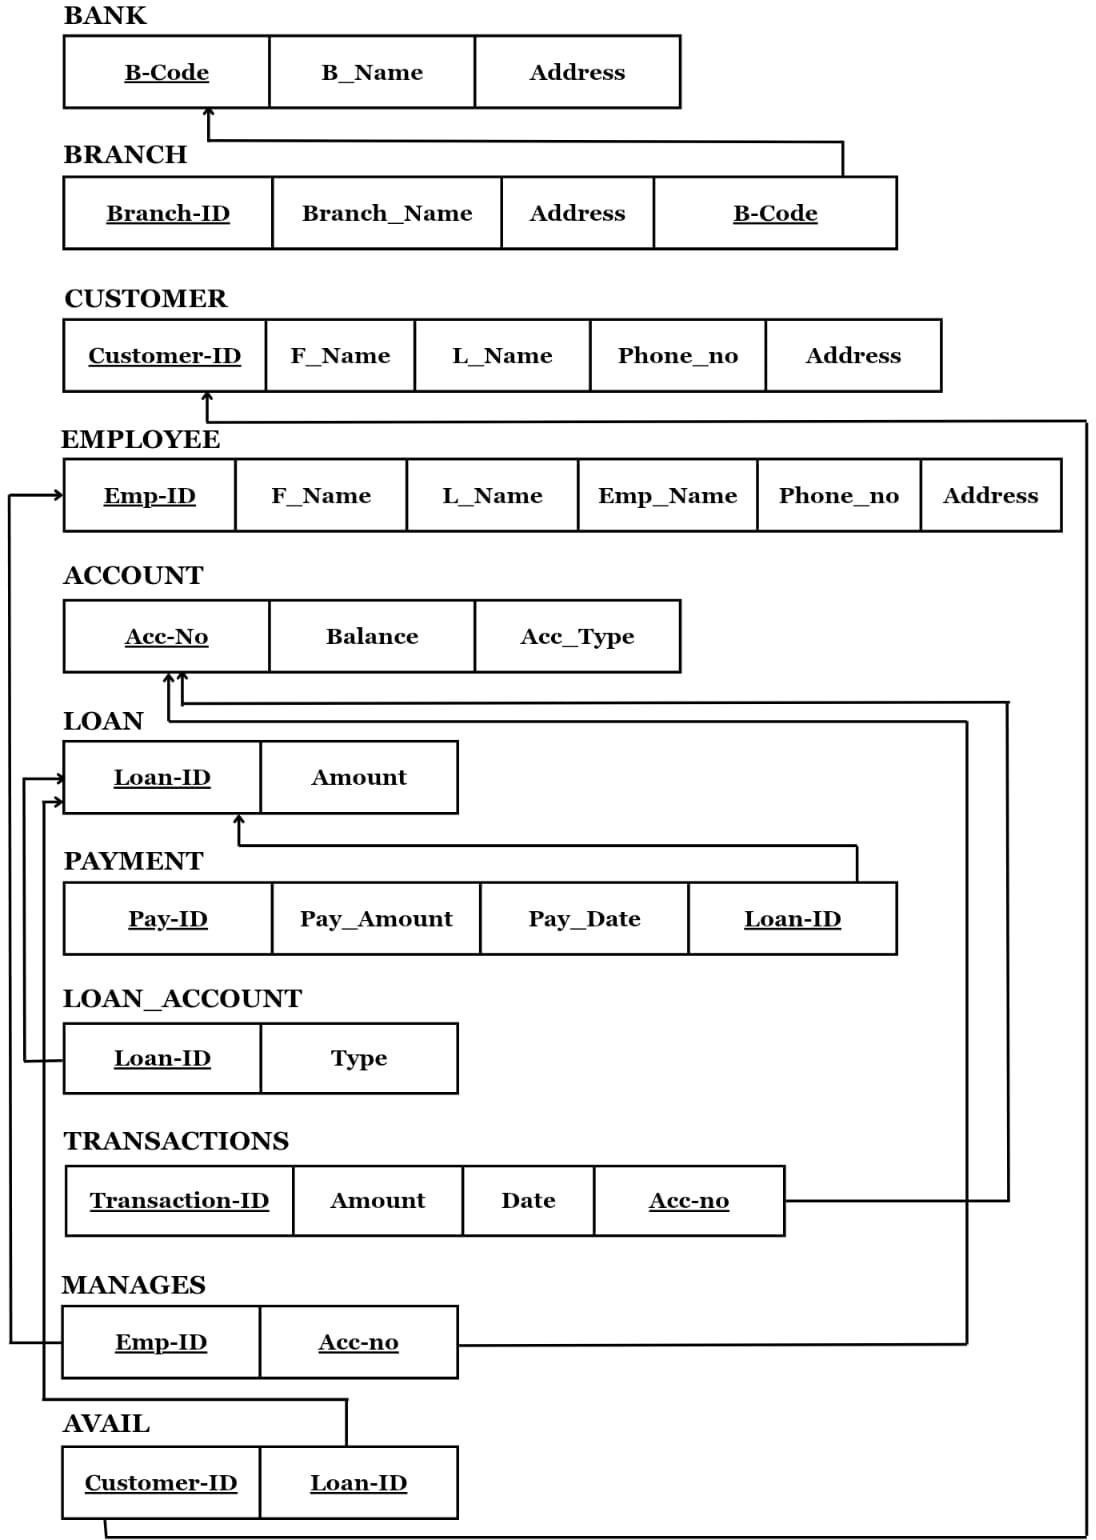 BANK
B-Code B_Name Address
BRANCH
Branch-ID Branch_Name Address B-Code
CUSTOMER
Customer-ID F_Name L_Name Phone_no Address
EMPLOYEE
Emp-ID F_Name L_Name Emp_Name Phone_no Address
ACCOUNT
Acc-No Balance Acc_Type
LOAN
Loan-ID Amount
PAYMENT
Pay-ID Pay_Amount Pay_Date Loan-ID
LOAN_ACCOUNT
Loan-ID Type
TRANSACTIONS
Transaction-ID Amount Date Acc-no
MANAGES
Emp-ID Acc-no
AVAIL
Customer-ID Loan-ID